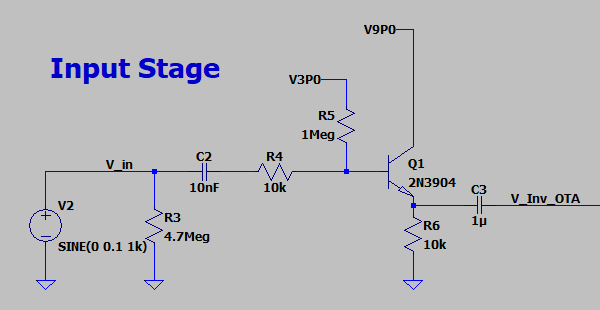 V9P0
Input Stage
V3P0
R5
1Meg
V_in
C2
10nF
R4
10k
Q1
2N3904
C3
1µ
V_Inv_OTA
V2
SINE(0 0.1 1k)
R3
4.7Meg
R6
10k